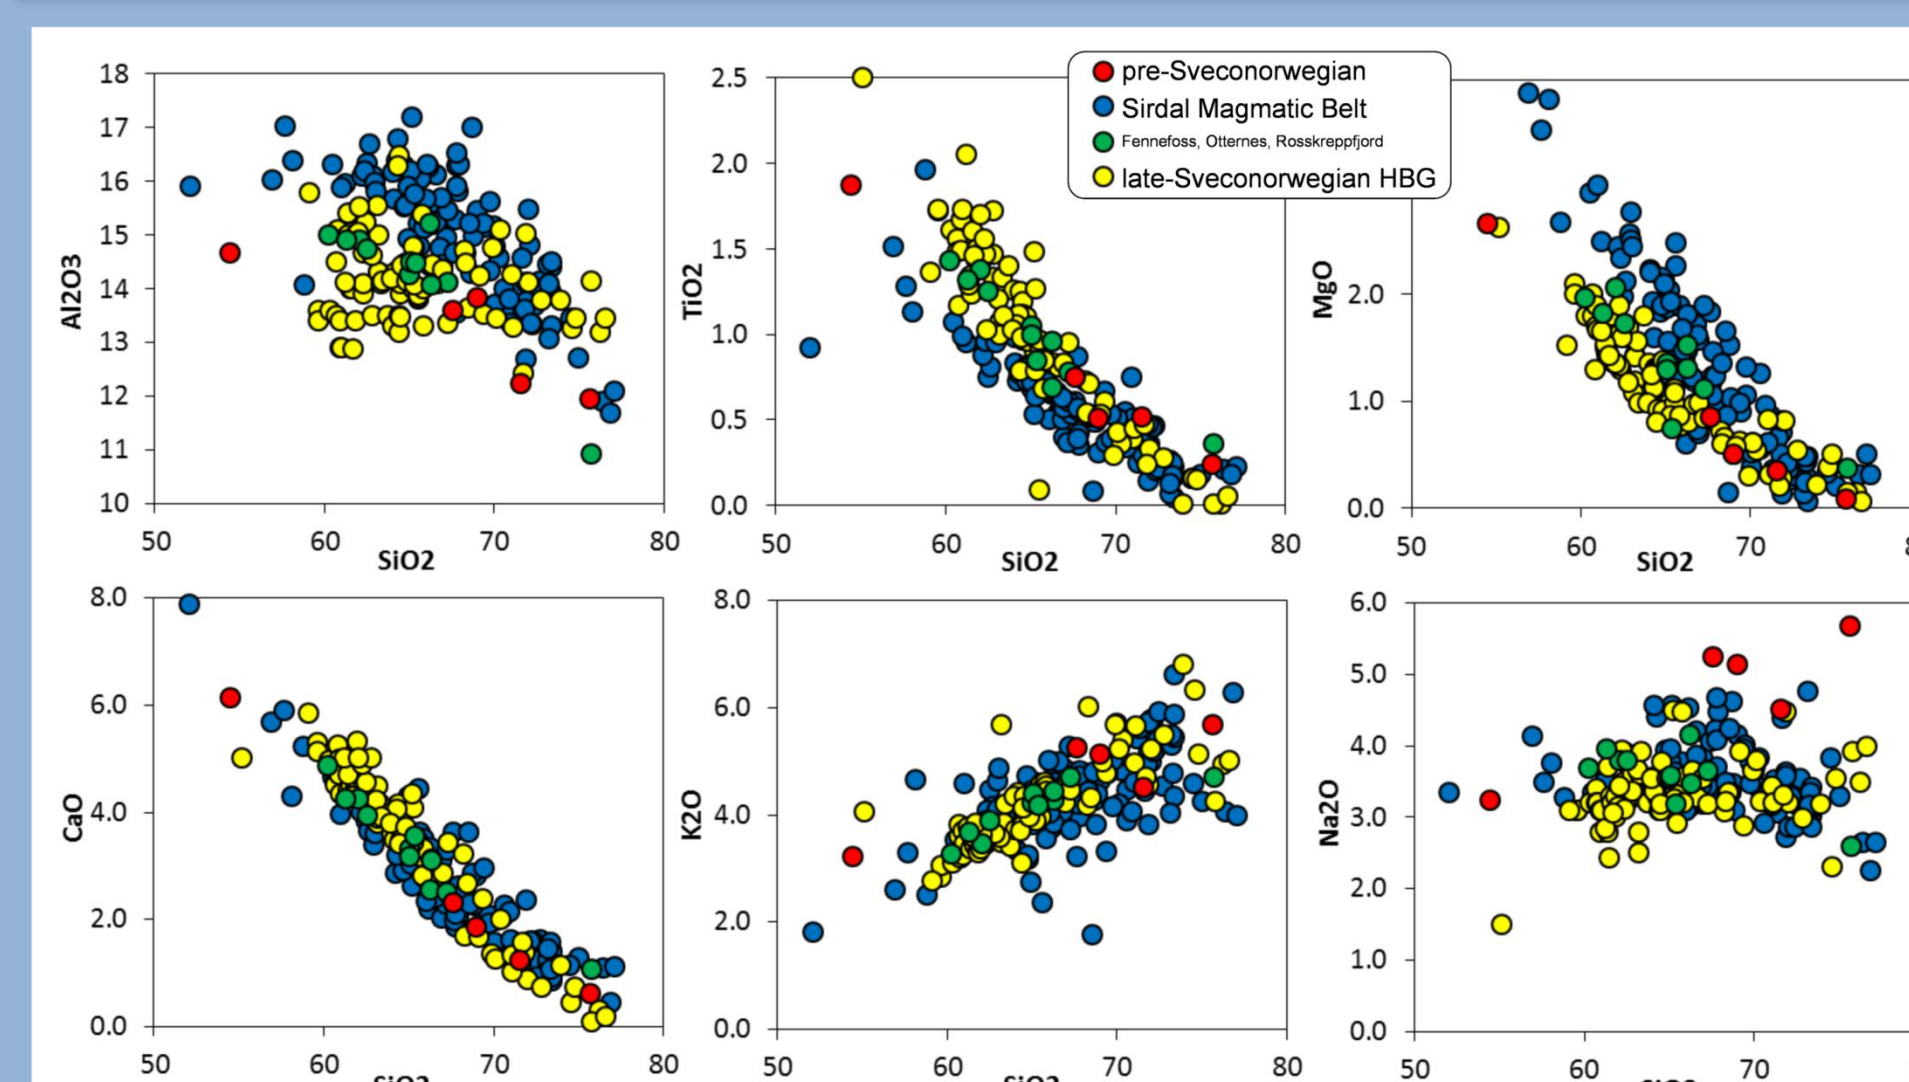 pre-Sveconorwegian
Sirdal Magmatic Belt
Fennefoss, Otternes, Rosskreppfjord
late-Sveconorwegian HBG
Al2O3
18
17
16
15
14
13
12
11
10
50 60 70 80
SiO2
TiO2
2.5
2.0
1.5
1.0
0.5
0.0
50 60 70 80
SiO2
MgO
2.0
1.0
0.0
50 60 70
SiO2
CaO
8.0
6.0
4.0
2.0
0.0
50 60 70 80
SiO2
K2O
8.0
6.0
4.0
2.0
0.0
50 60 70 80
SiO2
Na2O
6.0
5.0
4.0
3.0
2.0
1.0
0.0
50 60 70